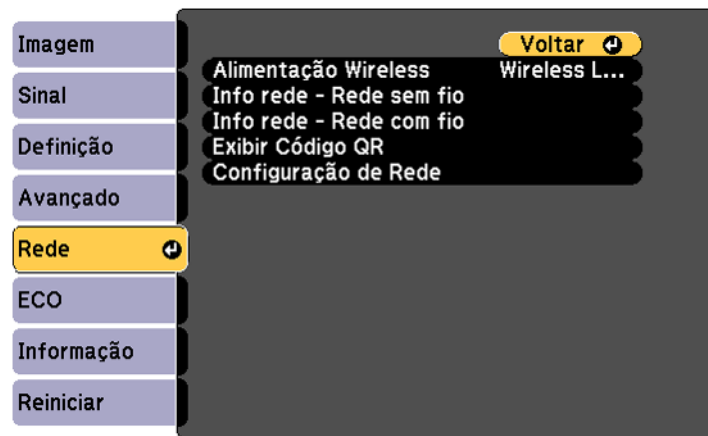 Imagem
Sinal
Definição
Avançado
Rede
ECO
Informação
Reiniciar
Voltar
Alimentação Wireless Wireless L...
Info rede - Rede sem fio
Info rede - Rede com fio
Exibir Código QR
Configuração de Rede